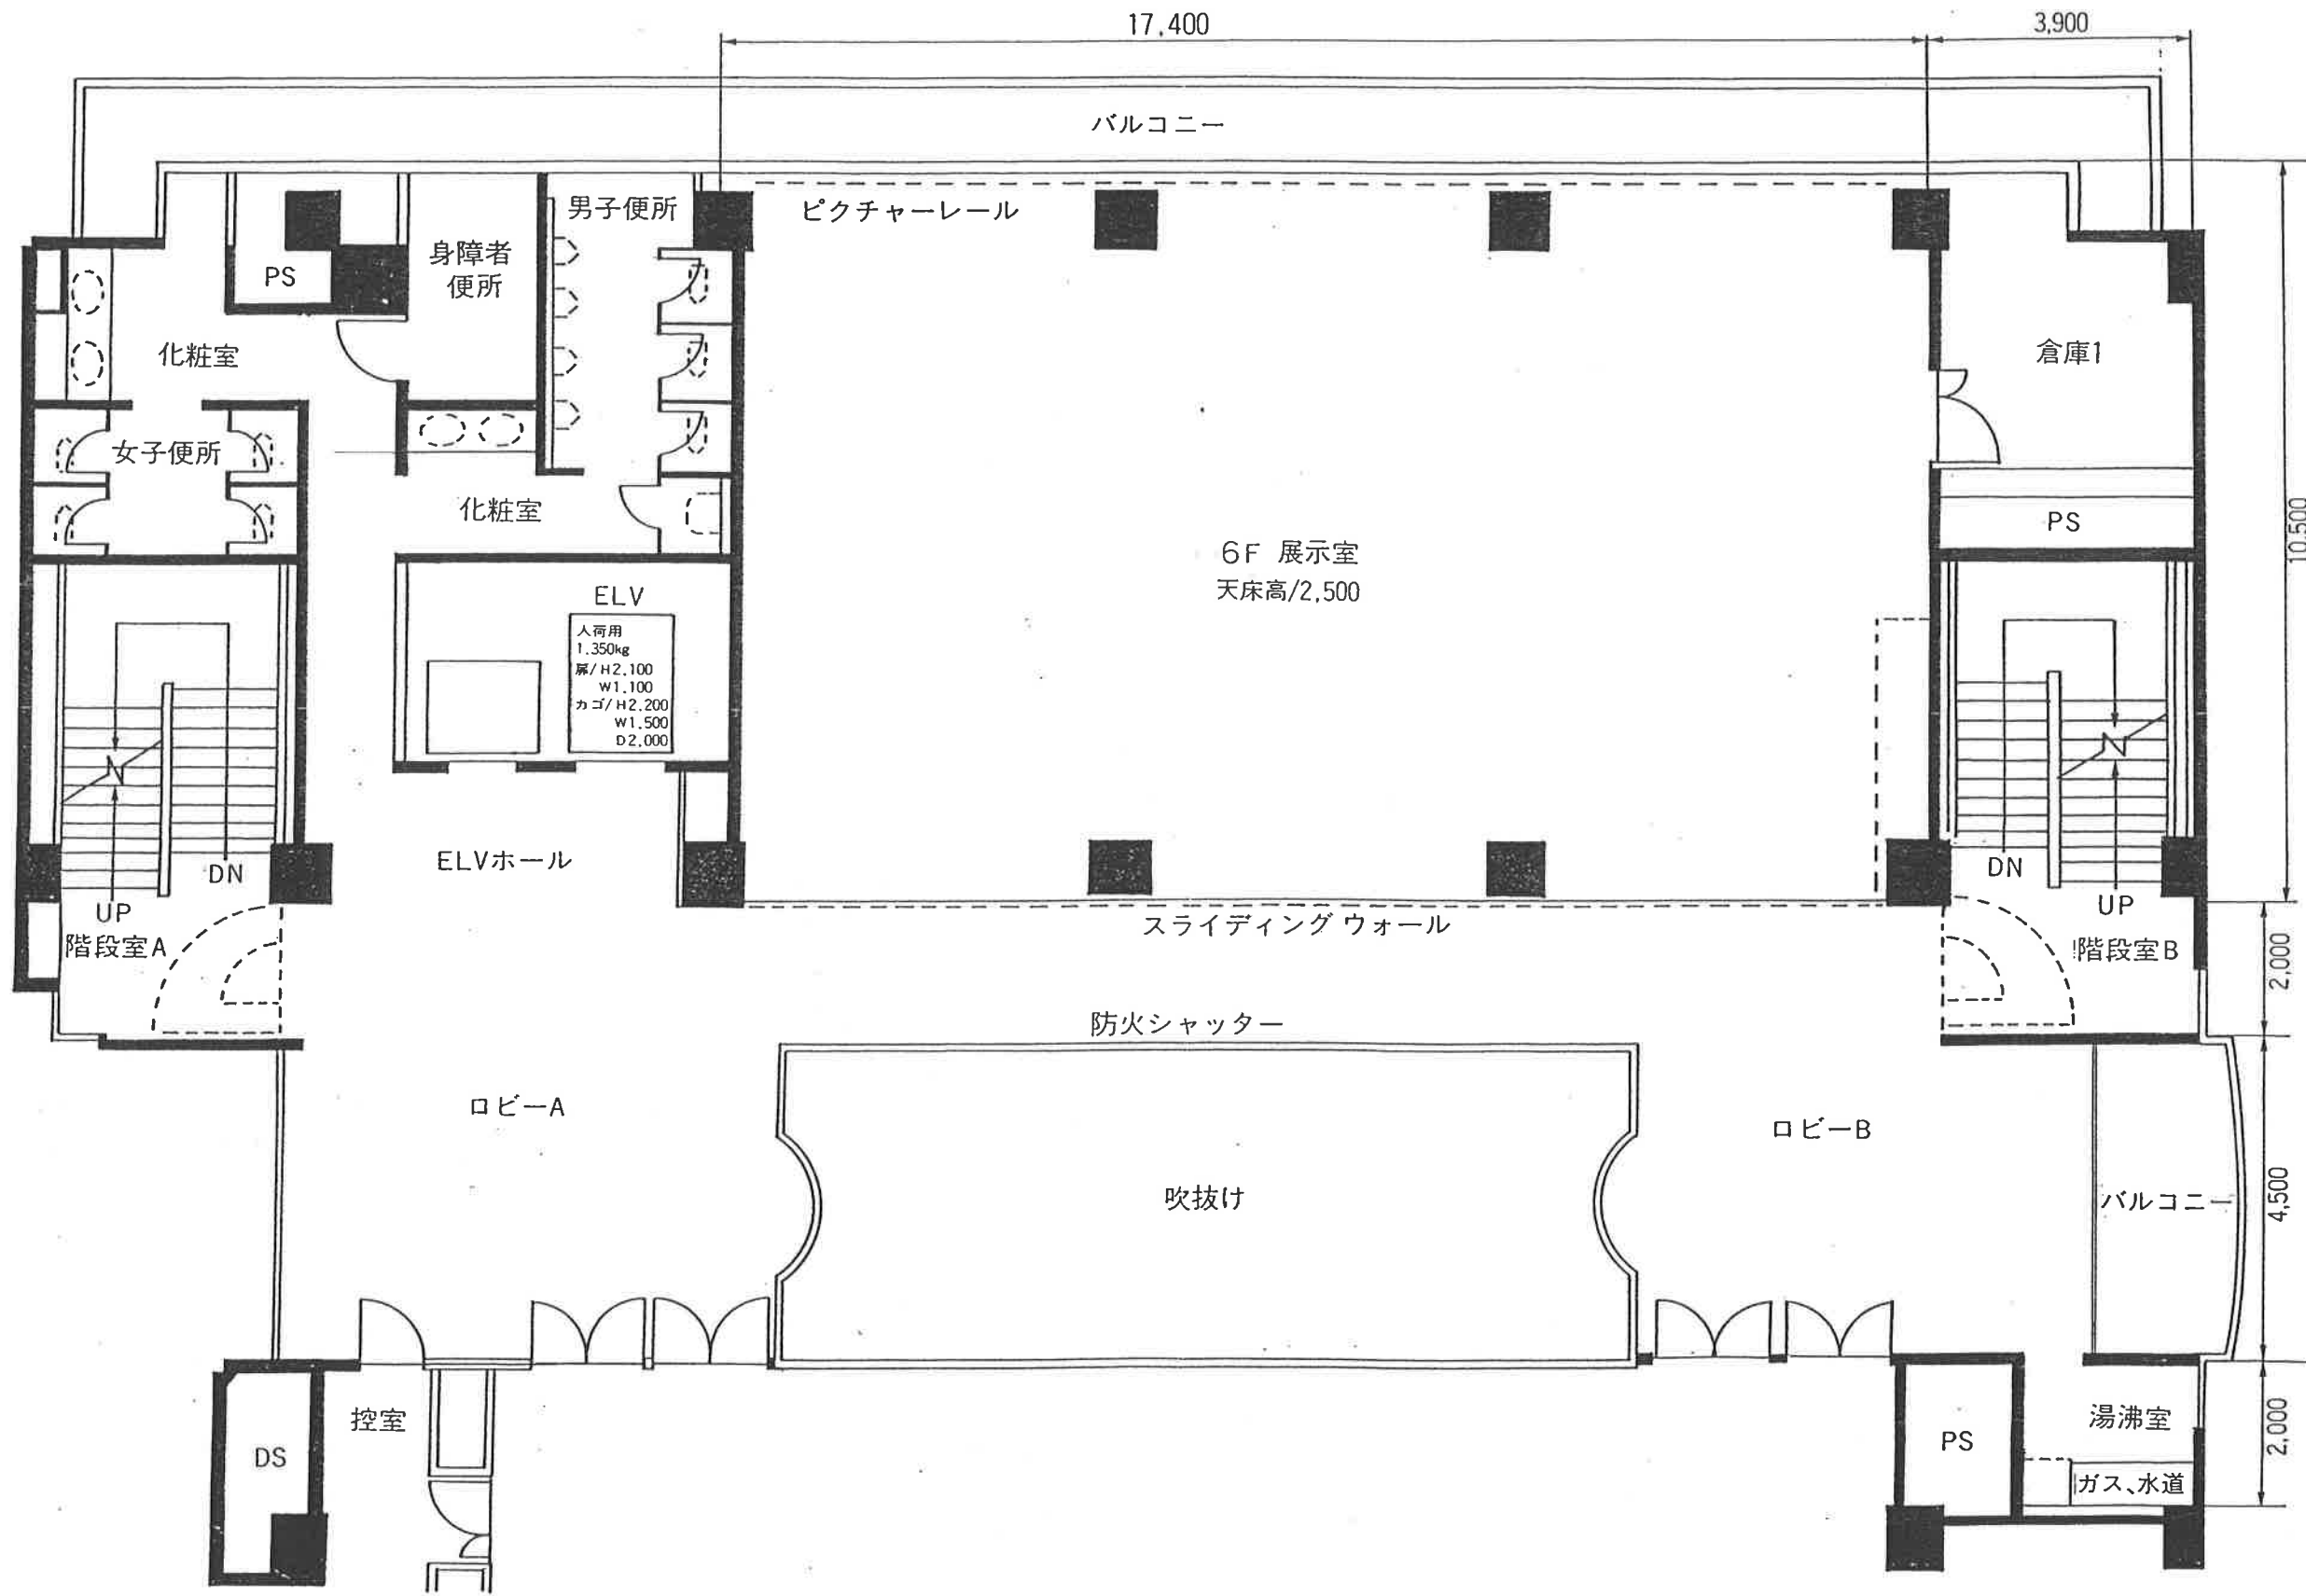 17,400
3,900
バルコニー
ピクチャーレール
男子便所
身障者
便所
PS
化粧室
倉庫1
女子便所
化粧室
PS
10,500
6F 展示室
天床高/2,500
ELV
人荷用
1.350kg
扉/H2,100
W1,100
カゴ/H2,200
W1,500
D2,000
ELVホール
DN
UP
階段室A
DN
UP
階段室B
スライディング ウォール
2,000
防火シャッター
ロビーA
ロビーB
吹抜け
バルコニー
4,500
控室
DS
PS
湯沸室
ガス、水道
2,000